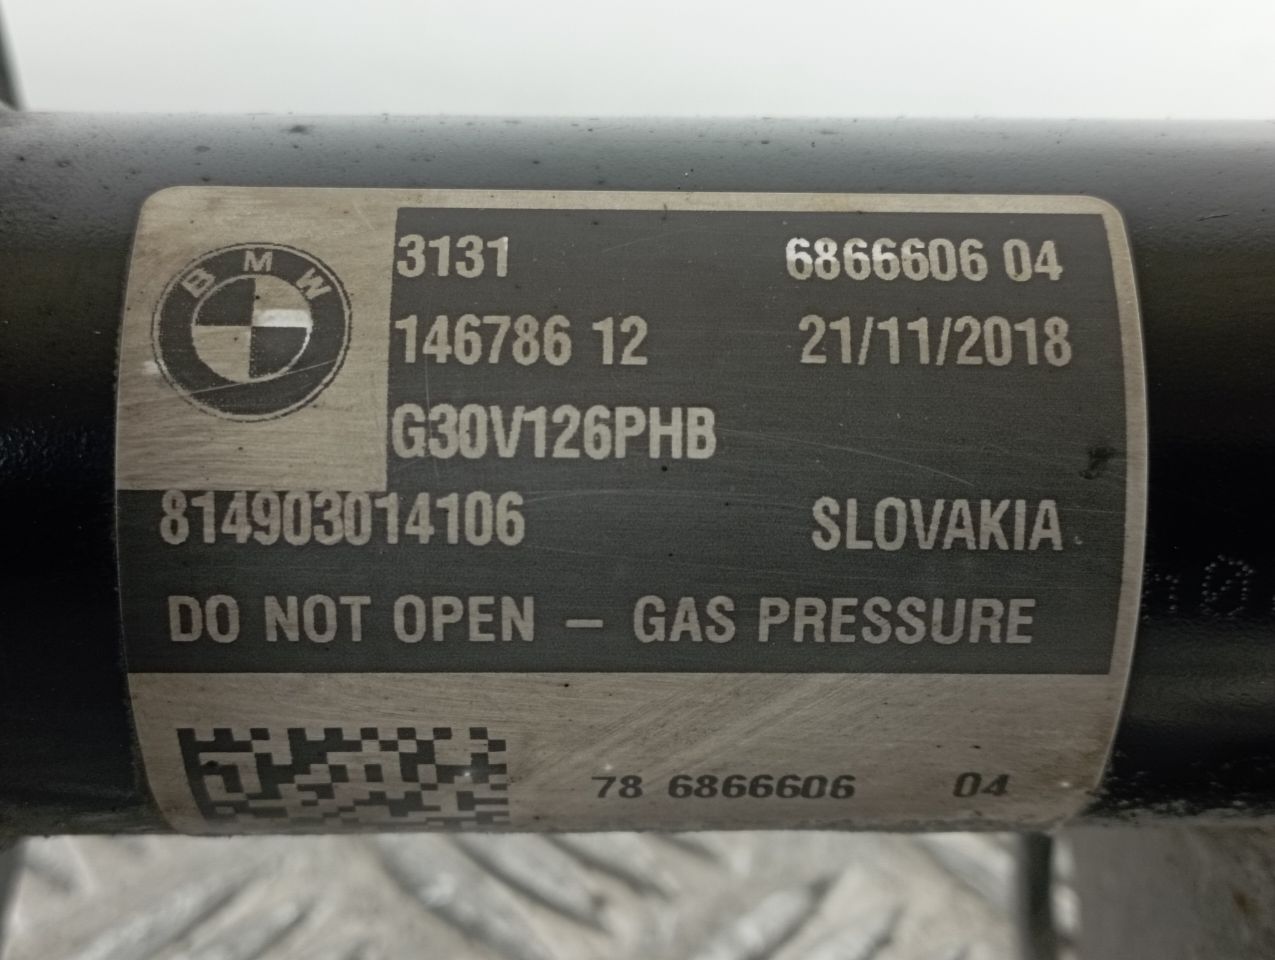 BMW
3131 6866606 04
146786 12 21/11/2018
G30V126PHB
814903014106 SLOVAKIA
DO NOT OPEN – GAS PRESSURE
78 6866606 04